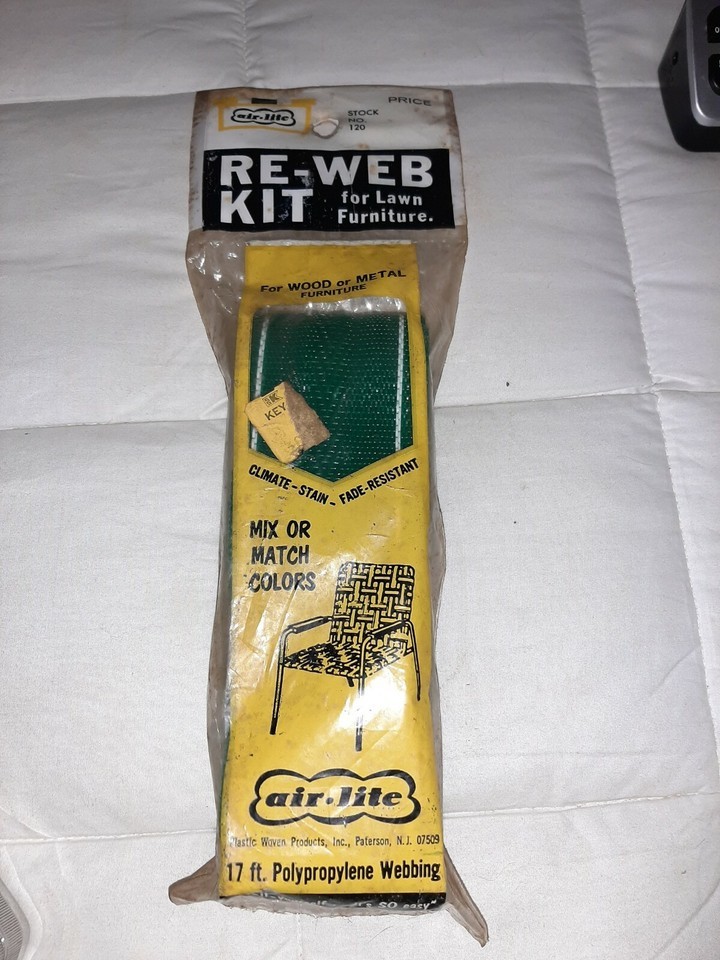 air·lite
STOCK
NO.
120
PRICE
RE-WEB
KIT
for Lawn
Furniture.
For WOOD or METAL
FURNITURE
KEY
CLIMATE-STAIN-FADE-RESISTANT
MIX OR
MATCH
COLORS
air·lite
Plastic Woven Products, Inc., Paterson, N.J. 07509
17 ft. Polypropylene Webbing
SO easy"